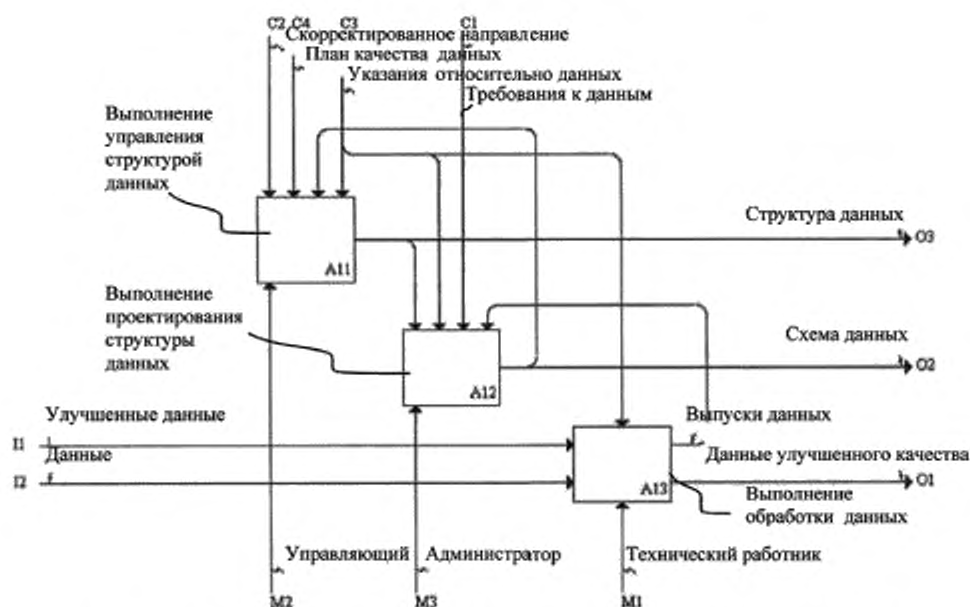 C2 C4 C3 C1
Скорректированное направление
План качества данных
Указания относительно данных
Требования к данным
Выполнение
управления
структурой
данных
A11
Структура данных
O3
Выполнение
проектирования
структуры
данных
A12
Схема данных
O2
Улучшенные данные
I1
Данные
I2
A13
Выпуски данных
Данные улучшенного качества
O1
Выполнение
обработки данных
Управляющий
Администратор
Технический работник
M2
M3
M1